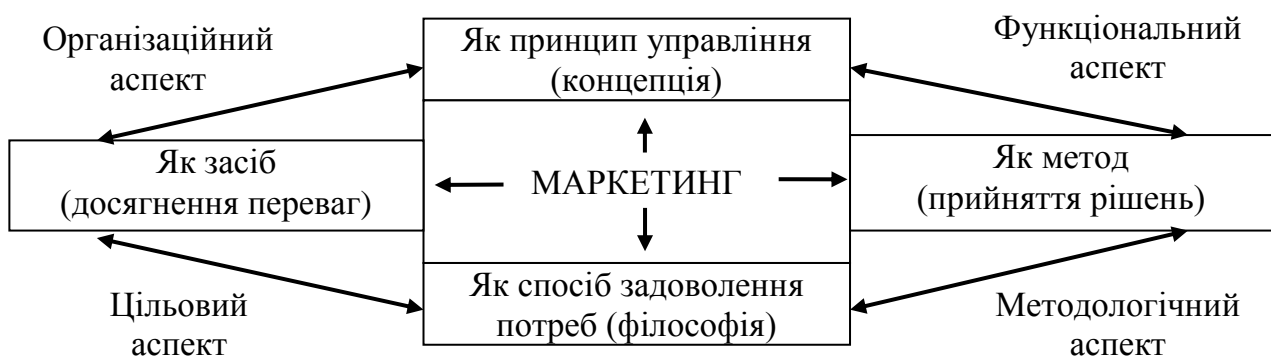 Організаційний
аспект
Як принцип управління
(концепція)
Функціональний
аспект
Як засіб
(досягнення переваг)
МАРКЕТИНГ
Як метод
(прийняття рішень)
Цільовий
аспект
Як спосіб задоволення
потреб (філософія)
Методологічний
аспект